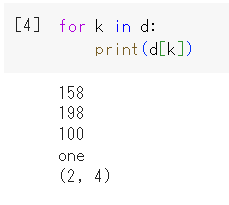 [4] for k in d:
print(d[k])
158
198
100
one
(2, 4)